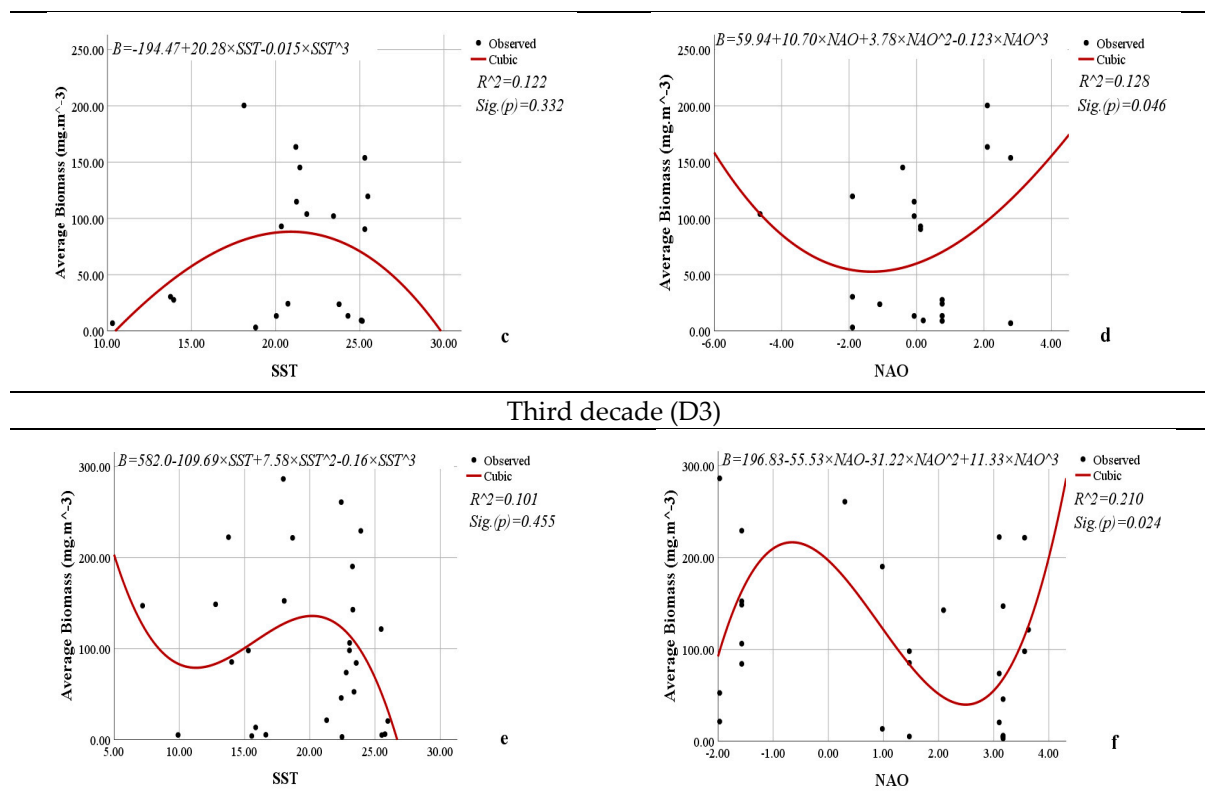 B=-194.47+20.28×SST-0.015×SST^3
250.00
200.00
150.00
100.00
50.00
0.00
Average Biomass (mg.m^-3)
10.00 15.00 20.00 25.00 30.00
SST
Observed
Cubic
R^2=0.122
Sig.(p)=0.332
c
B=59.94+10.70×NAO+3.78×NAO^2-0.123×NAO^3
250.00
200.00
150.00
100.00
50.00
0.00
Average Biomass (mg.m^-3)
-6.00 -4.00 -2.00 0.00 2.00 4.00
NAO
Observed
Cubic
R^2=0.128
Sig.(p)=0.046
d
Third decade (D3)
B=582.0-109.69×SST+7.58×SST^2-0.16×SST^3
300.00
200.00
100.00
0.00
Average Biomass (mg.m^-3)
5.00 10.00 15.00 20.00 25.00 30.00
SST
Observed
Cubic
R^2=0.101
Sig.(p)=0.455
e
B=196.83-55.53×NAO-31.22×NAO^2+11.33×NAO^3
300.00
200.00
100.00
0.00
Average Biomass (mg.m^-3)
-2.00 -1.00 0.00 1.00 2.00 3.00 4.00
NAO
Observed
Cubic
R^2=0.210
Sig.(p)=0.024
f